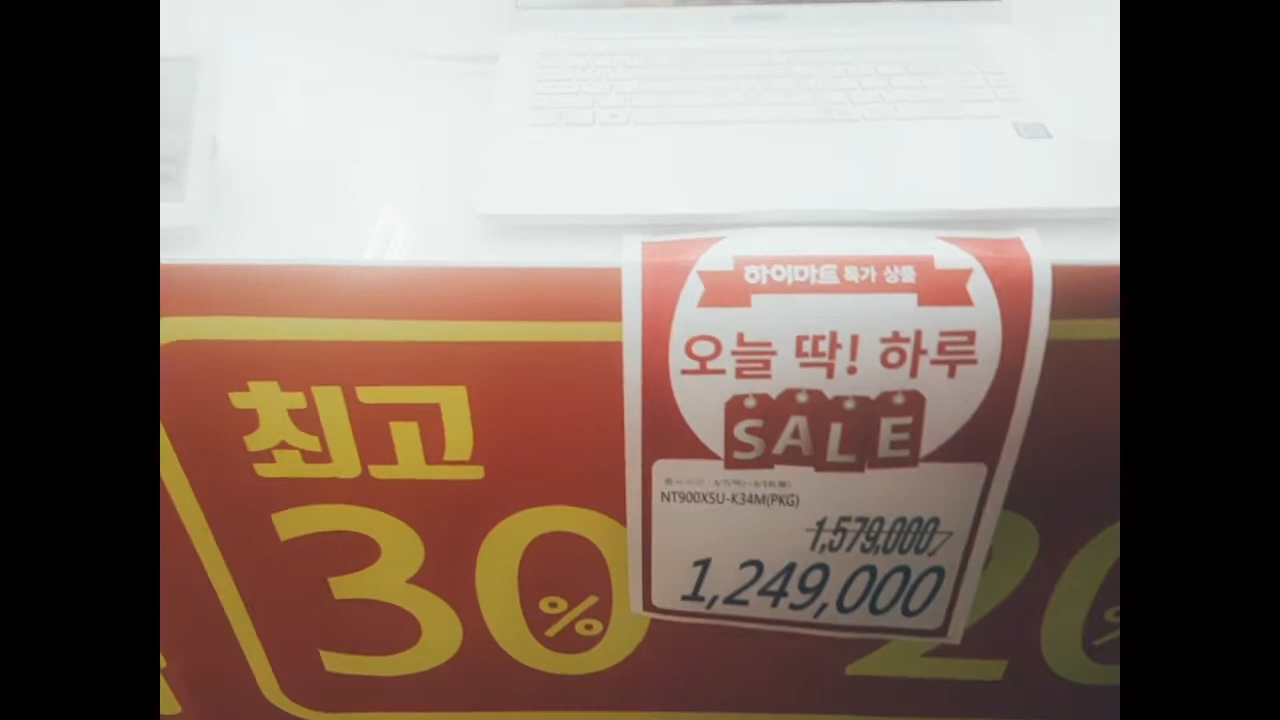 하이마트 특가 상품
오늘 딱! 하루
SALE
NT900X5U-K34M(PKG)
1,579,000
1,249,000
최고
30%
20%